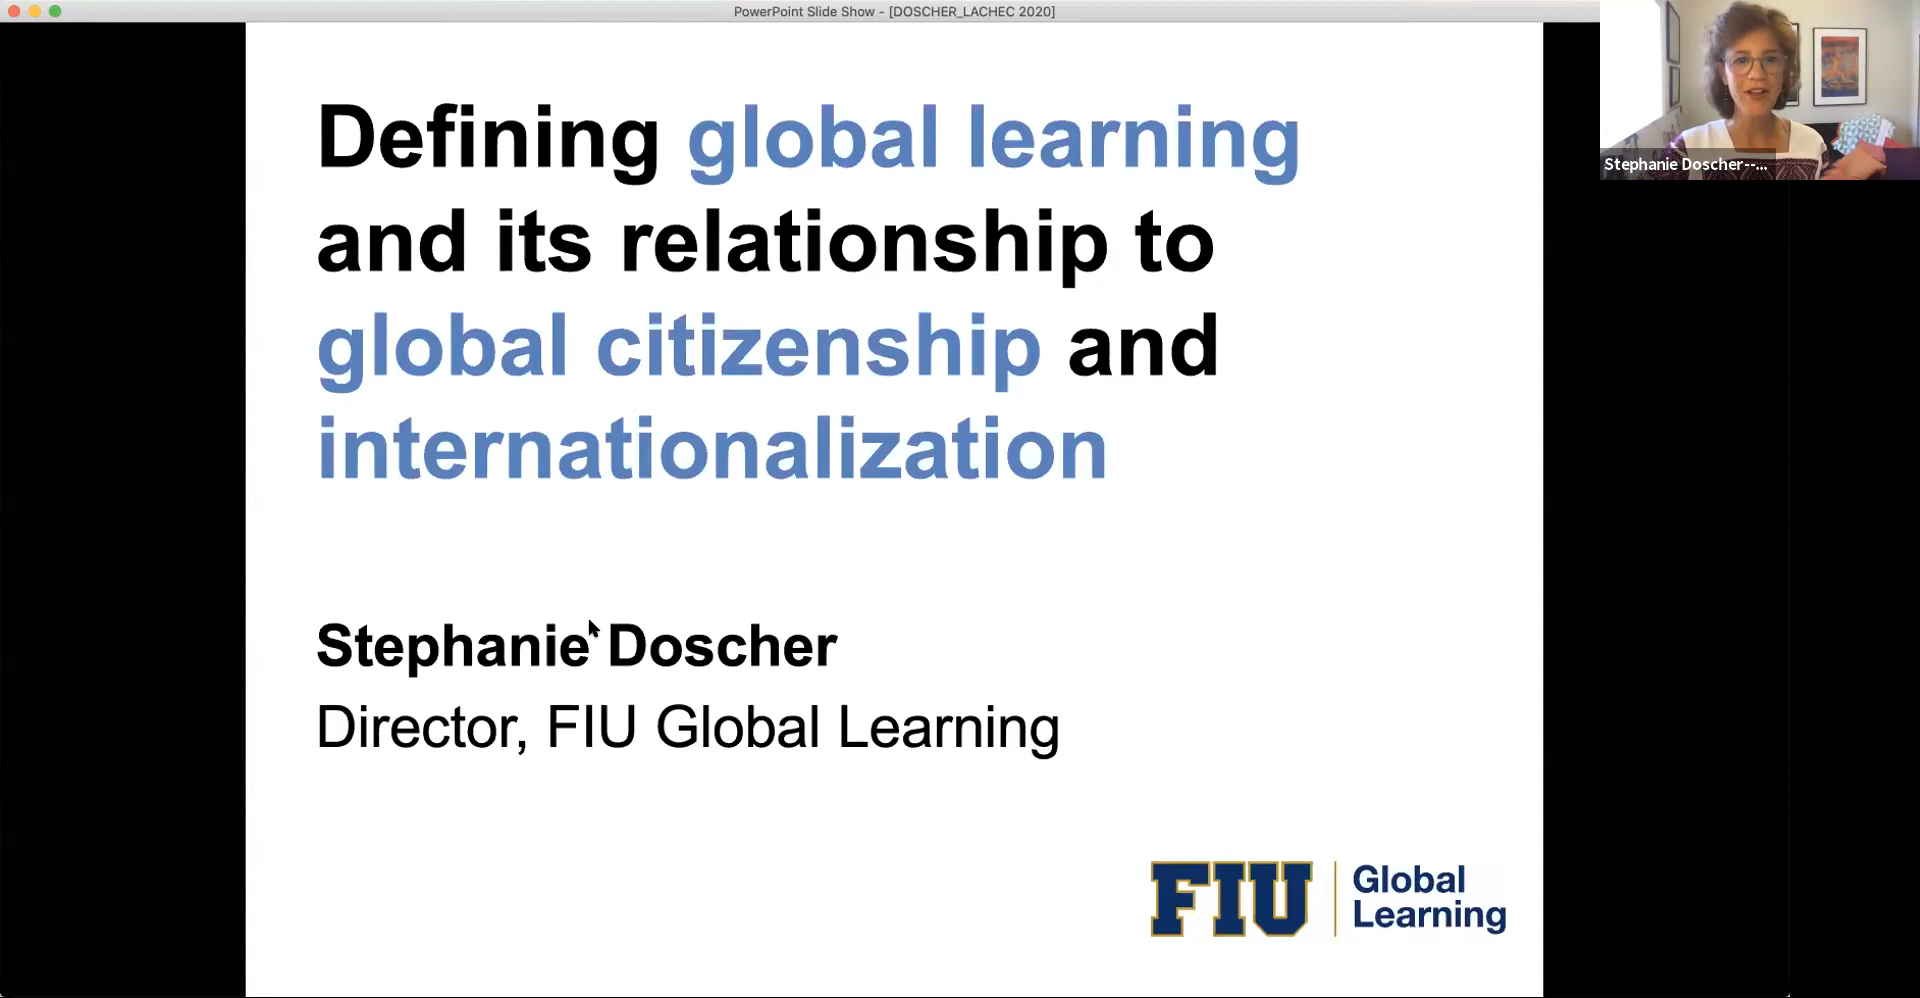 PowerPoint Slide Show - [DOSCHER_LACHEC 2020]
Stephanie Doscher--...
Defining global learning
and its relationship to
global citizenship and
internationalization
Stephanie Doscher
Director, FIU Global Learning
FIU
Global
Learning